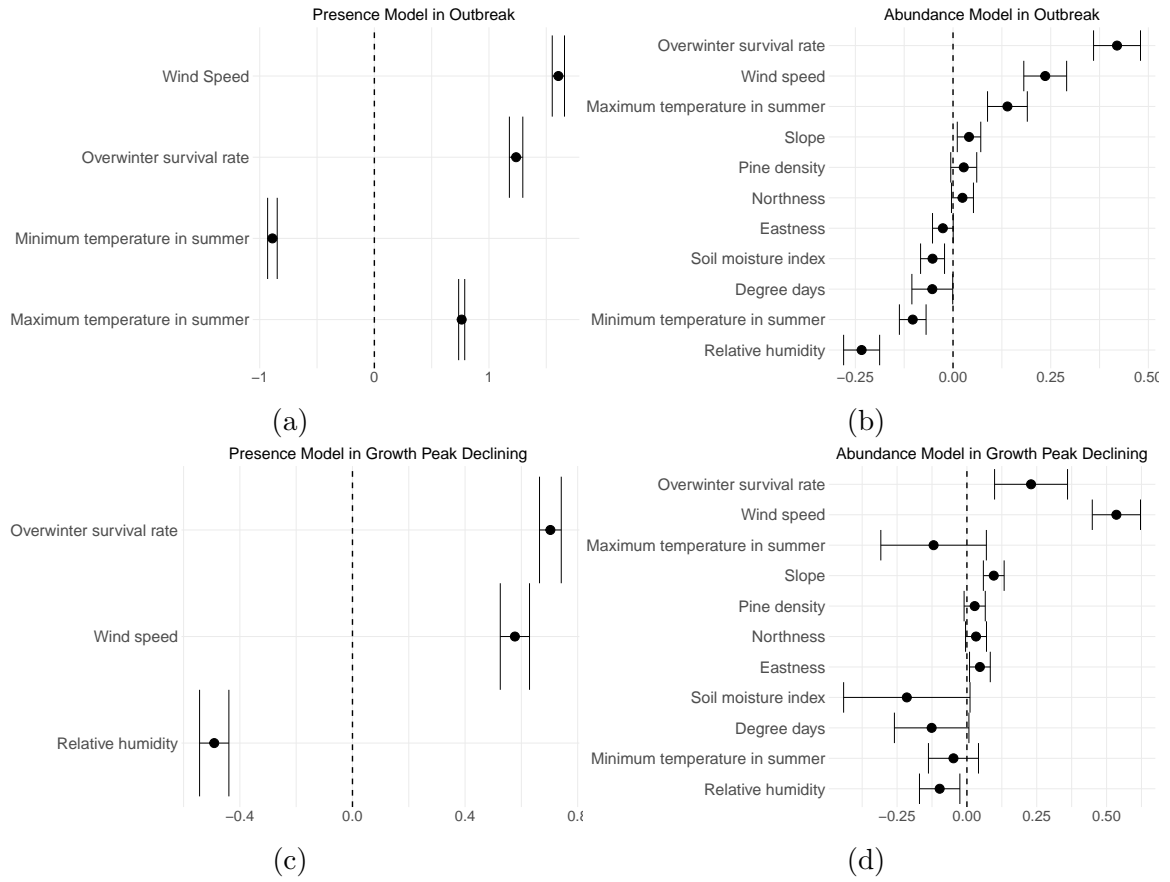 Presence Model in Outbreak
Wind Speed
Overwinter survival rate
Minimum temperature in summer
Maximum temperature in summer
−1 0 1
(a)
Abundance Model in Outbreak
Overwinter survival rate
Wind speed
Maximum temperature in summer
Slope
Pine density
Northness
Eastness
Soil moisture index
Degree days
Minimum temperature in summer
Relative humidity
−0.25 0.00 0.25 0.50
(b)
Presence Model in Growth Peak Declining
Overwinter survival rate
Wind speed
Relative humidity
−0.4 0.0 0.4
(c)
Abundance Model in Growth Peak Declining
Overwinter survival rate
Wind speed
Maximum temperature in summer
Slope
Pine density
Northness
Eastness
Soil moisture index
Degree days
Minimum temperature in summer
Relative humidity
−0.25 0.00 0.25 0.50
(d)